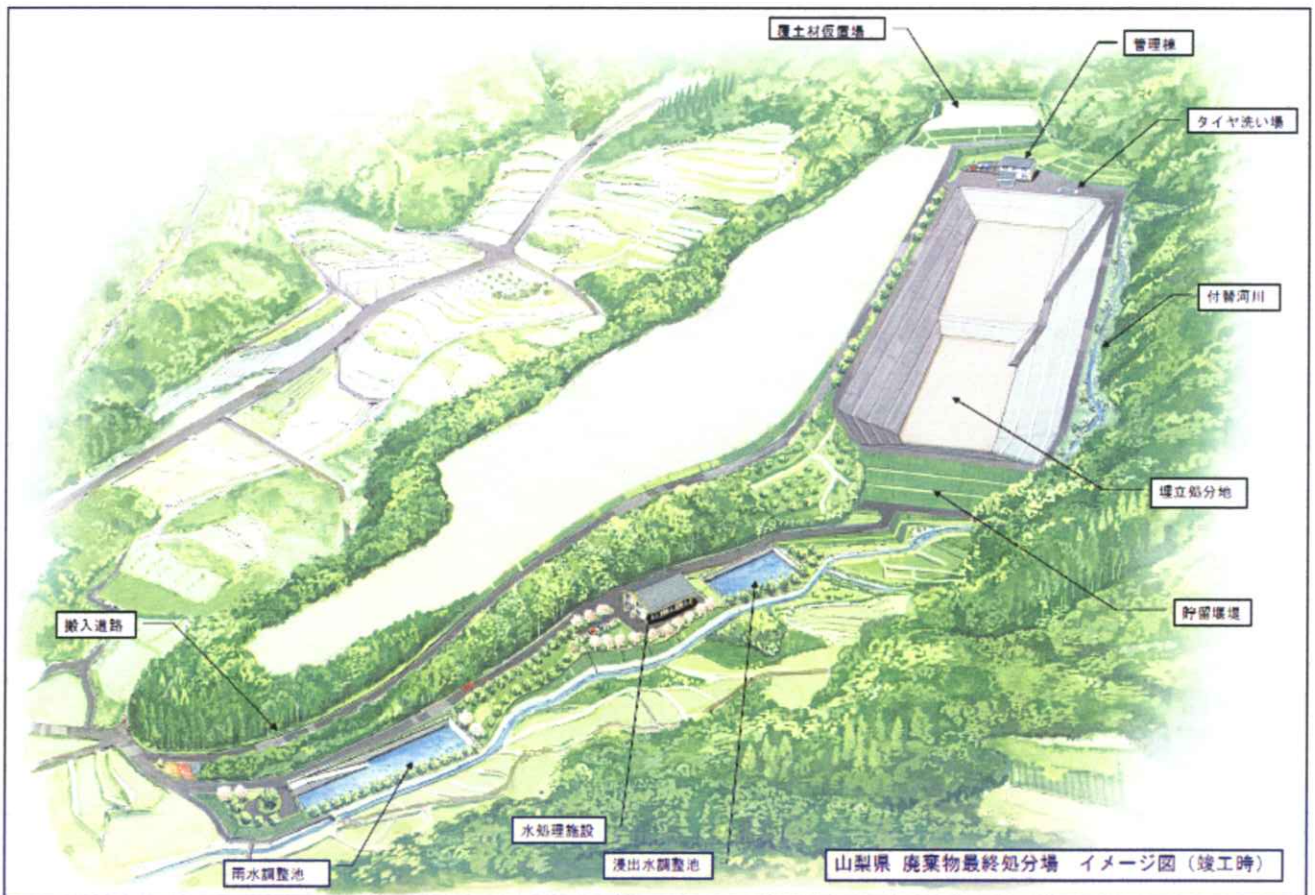 覆土材仮置場
管理棟
タイヤ洗い場
付替河川
埋立処分地
貯留堰堤
搬入道路
水処理施設
浸出水調整池
雨水調整池
山梨県 廃棄物最終処分場 イメージ図(竣工時)